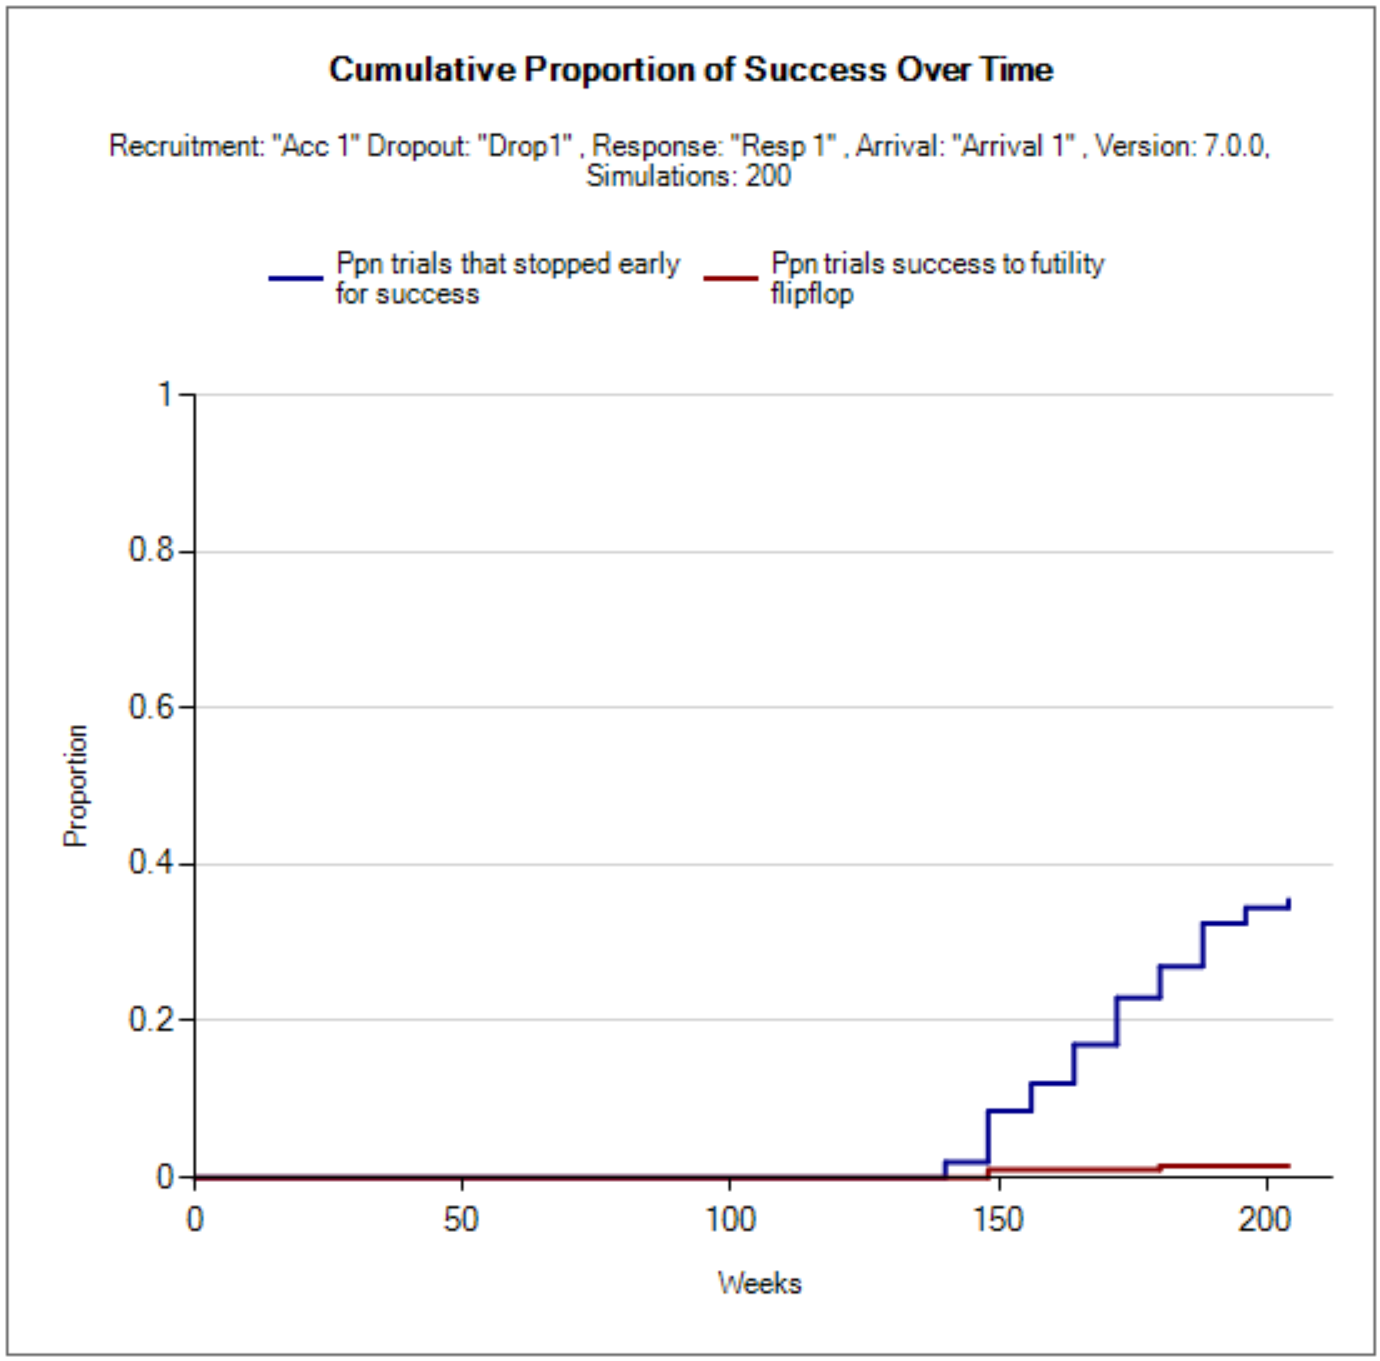 Cumulative Proportion of Success Over Time
Recruitment: "Acc 1" Dropout: "Drop1" , Response: "Resp 1" , Arrival: "Arrival 1" , Version: 7.0.0,
Simulations: 200
Ppn trials that stopped early
for success
Ppn trials success to futility
flipflop
1
0.8
0.6
0.4
0.2
0
Proportion
0 50 100 150 200
Weeks